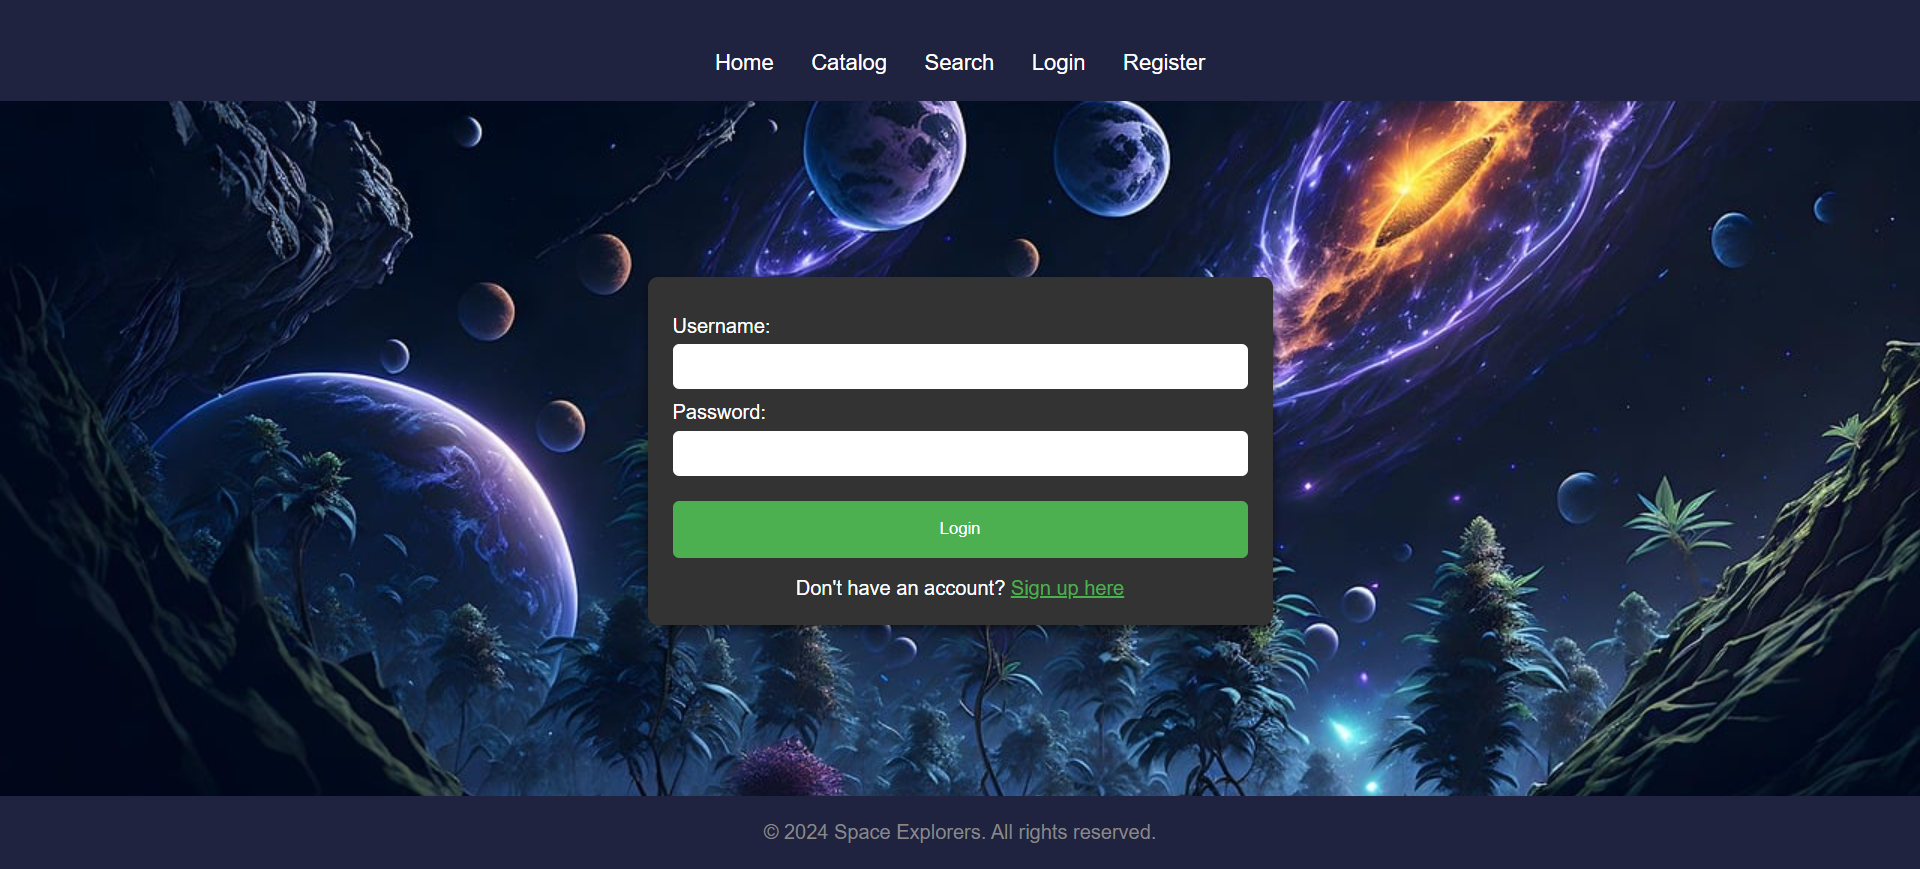 Home Catalog Search Login Register
Username:
Password:
Login
Don't have an account? Sign up here
© 2024 Space Explorers. All rights reserved.